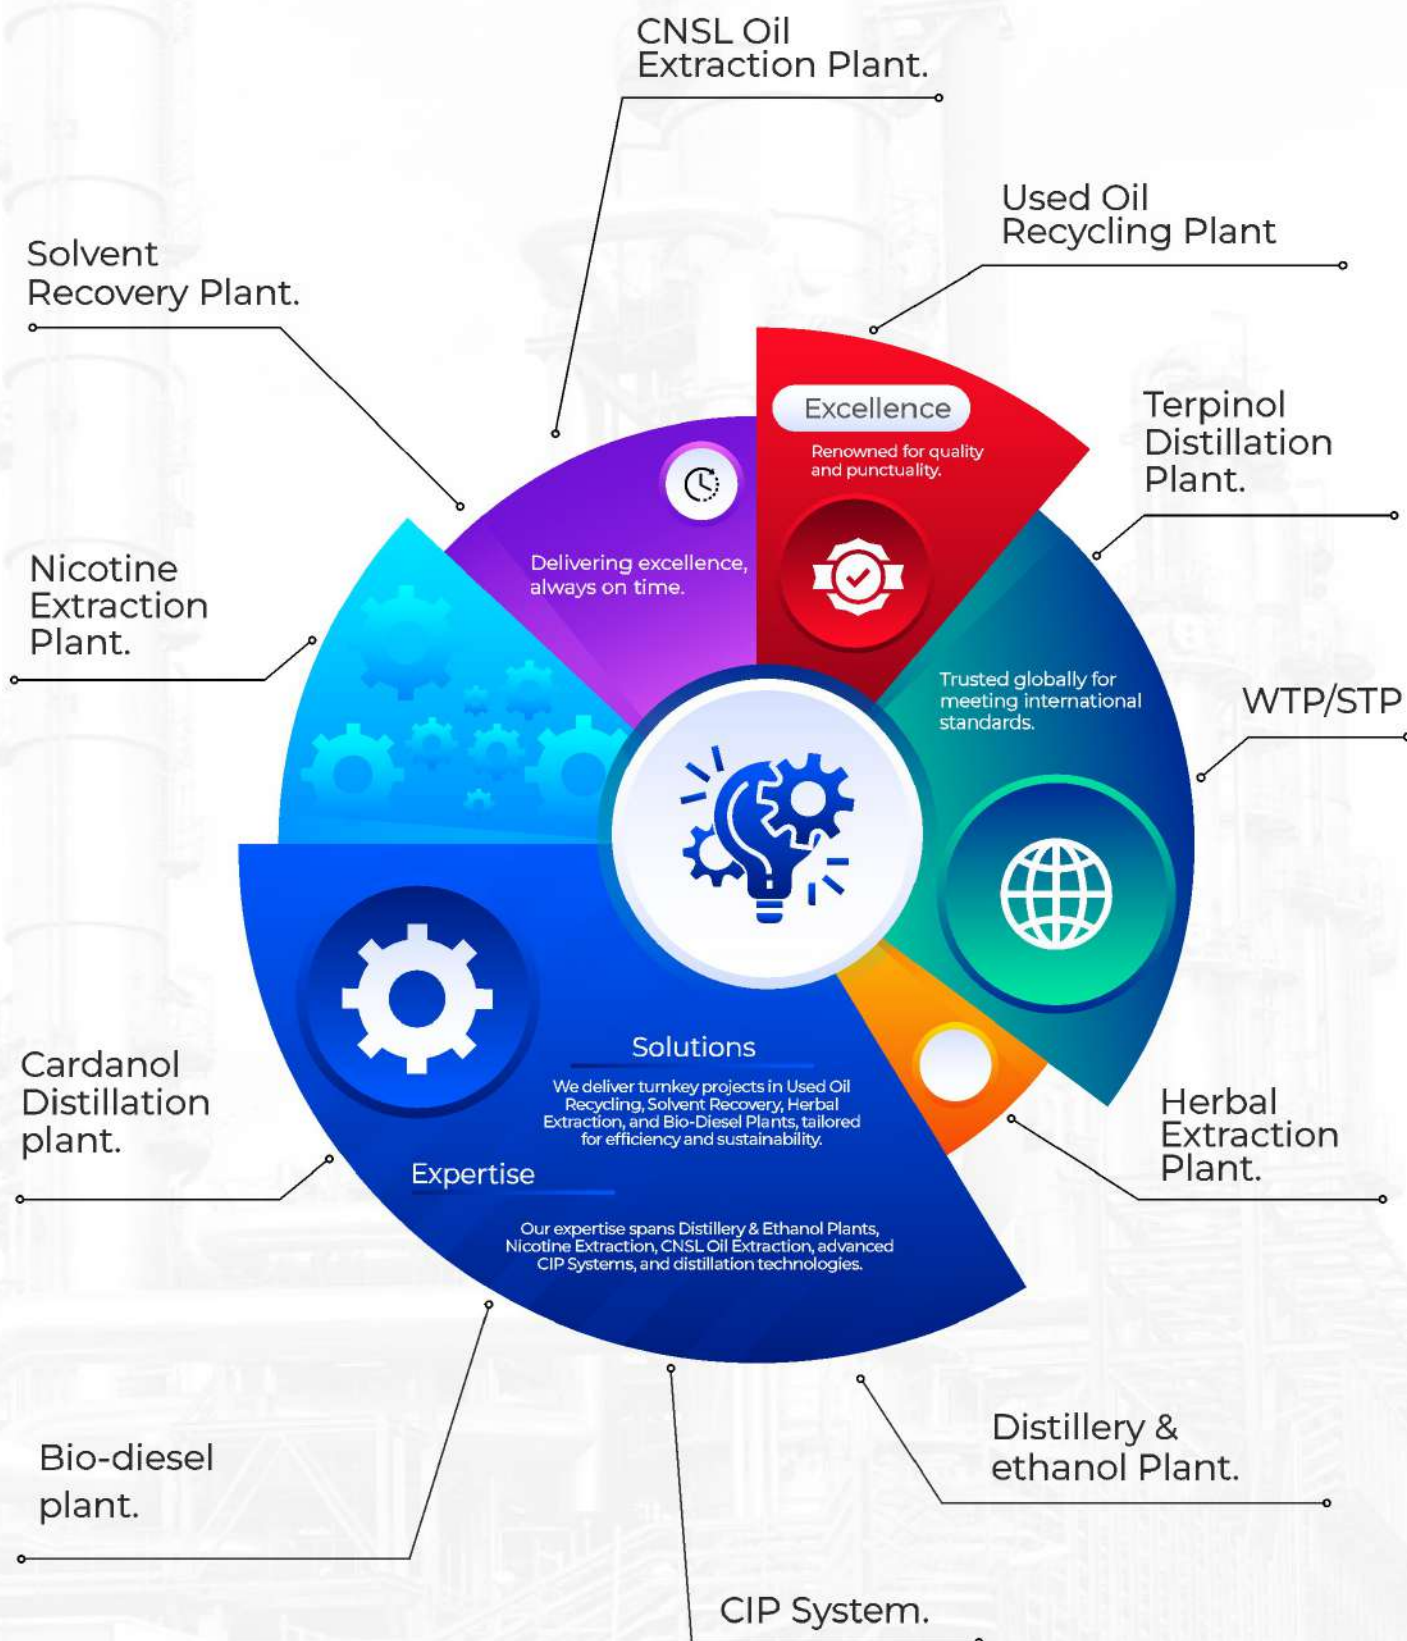 CNSL Oil
Extraction Plant.
Used Oil
Recycling Plant
Solvent
Recovery Plant.
Excellence
Renowned for quality
and punctuality.
Terpinol
Distillation
Plant.
Nicotine
Extraction
Plant.
Delivering excellence,
always on time.
Trusted globally for
meeting international
standards.
WTP/STP
Solutions
We deliver turnkey projects in Used Oil
Recycling, Solvent Recovery, Herbal
Extraction, and Bio-Diesel Plants, tailored
for efficiency and sustainability.
Cardanol
Distillation
plant.
Herbal
Extraction
Plant.
Expertise
Our expertise spans Distillery & Ethanol Plants,
Nicotine Extraction, CNSL Oil Extraction, advanced
CIP Systems, and distillation technologies.
Bio-diesel
plant.
Distillery &
ethanol Plant.
CIP System.